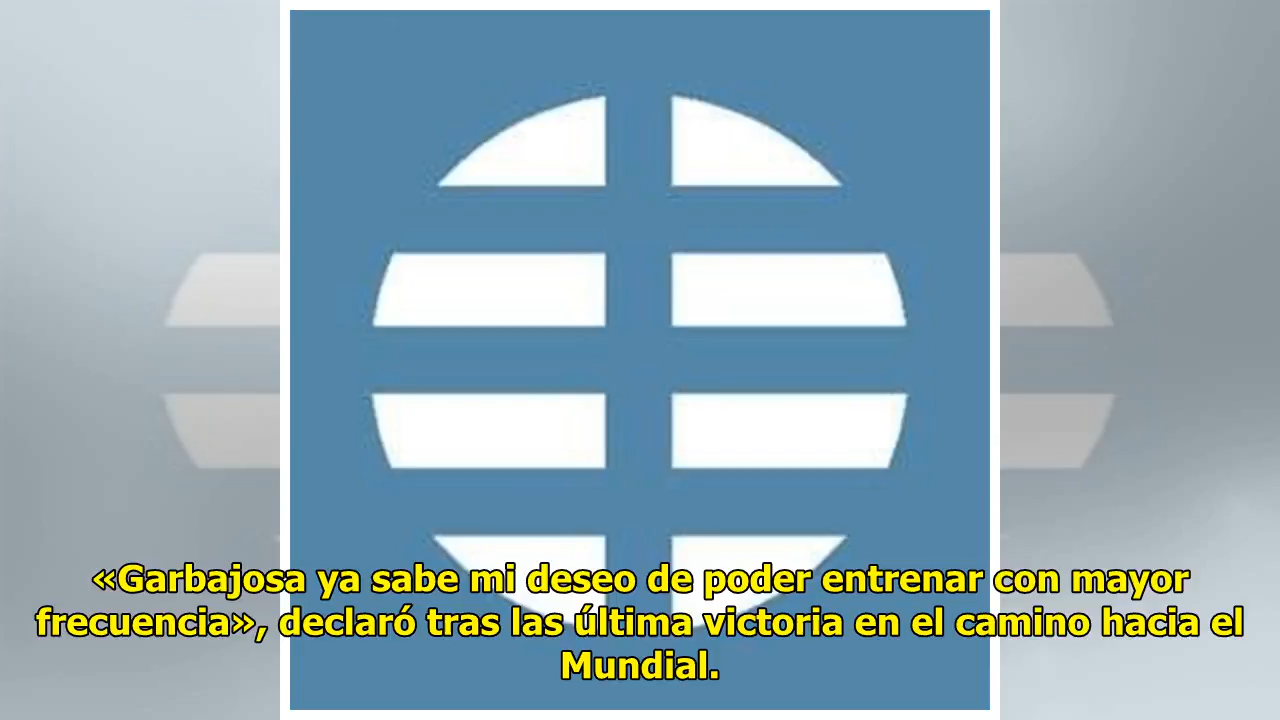 «Garbajosa ya sabe mi deseo de poder entrenar con mayor
frecuencia», declaró tras las última victoria en el camino hacia el
Mundial.